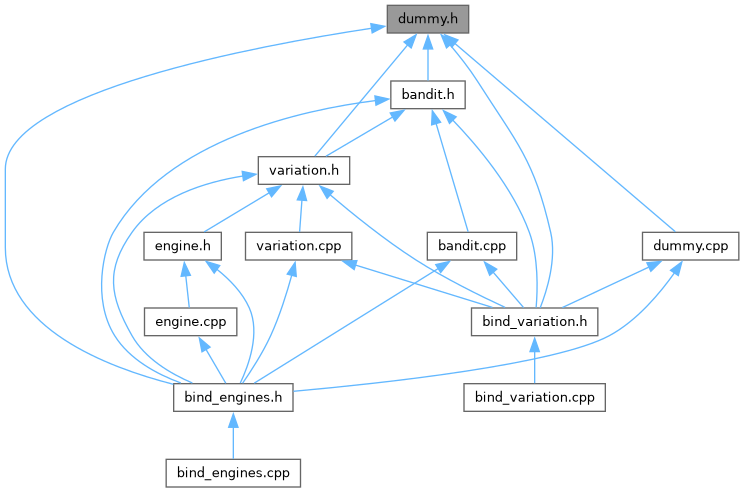 dummy.h
bandit.h
variation.h
engine.h
variation.cpp
bandit.cpp
dummy.cpp
engine.cpp
bind_variation.h
bind_engines.h
bind_variation.cpp
bind_engines.cpp